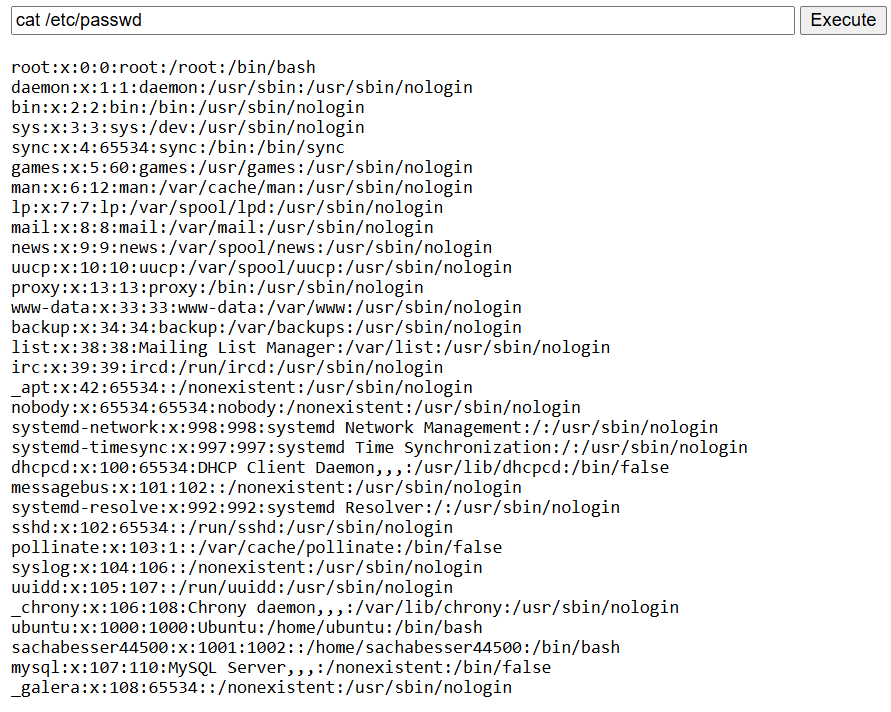 cat /etc/passwd Execute
root:x:0:0:root:/root:/bin/bash
daemon:x:1:1:daemon:/usr/sbin:/usr/sbin/nologin
bin:x:2:2:bin:/bin:/usr/sbin/nologin
sys:x:3:3:sys:/dev:/usr/sbin/nologin
sync:x:4:65534:sync:/bin:/bin/sync
games:x:5:60:games:/usr/games:/usr/sbin/nologin
man:x:6:12:man:/var/cache/man:/usr/sbin/nologin
lp:x:7:7:lp:/var/spool/lpd:/usr/sbin/nologin
mail:x:8:8:mail:/var/mail:/usr/sbin/nologin
news:x:9:9:news:/var/spool/news:/usr/sbin/nologin
uucp:x:10:10:uucp:/var/spool/uucp:/usr/sbin/nologin
proxy:x:13:13:proxy:/bin:/usr/sbin/nologin
www-data:x:33:33:www-data:/var/www:/usr/sbin/nologin
backup:x:34:34:backup:/var/backups:/usr/sbin/nologin
list:x:38:38:Mailing List Manager:/var/list:/usr/sbin/nologin
irc:x:39:39:ircd:/run/ircd:/usr/sbin/nologin
_apt:x:42:65534::/nonexistent:/usr/sbin/nologin
nobody:x:65534:65534:nobody:/nonexistent:/usr/sbin/nologin
systemd-network:x:998:998:systemd Network Management:/:/usr/sbin/nologin
systemd-timesync:x:997:997:systemd Time Synchronization:/:/usr/sbin/nologin
dhcpcd:x:100:65534:DHCP Client Daemon,,,:/usr/lib/dhcpcd:/bin/false
messagebus:x:101:102::/nonexistent:/usr/sbin/nologin
systemd-resolve:x:992:992:systemd Resolver:/:/usr/sbin/nologin
sshd:x:102:65534::/run/sshd:/usr/sbin/nologin
pollinate:x:103:1::/var/cache/pollinate:/bin/false
syslog:x:104:106::/nonexistent:/usr/sbin/nologin
uuidd:x:105:107::/run/uuidd:/usr/sbin/nologin
_chrony:x:106:108:Chrony daemon,,,:/var/lib/chrony:/usr/sbin/nologin
ubuntu:x:1000:1000:Ubuntu:/home/ubuntu:/bin/bash
sachabesser44500:x:1001:1002::/home/sachabesser44500:/bin/bash
mysql:x:107:110:MySQL Server,,,:/nonexistent:/bin/false
_galera:x:108:65534::/nonexistent:/usr/sbin/nologin